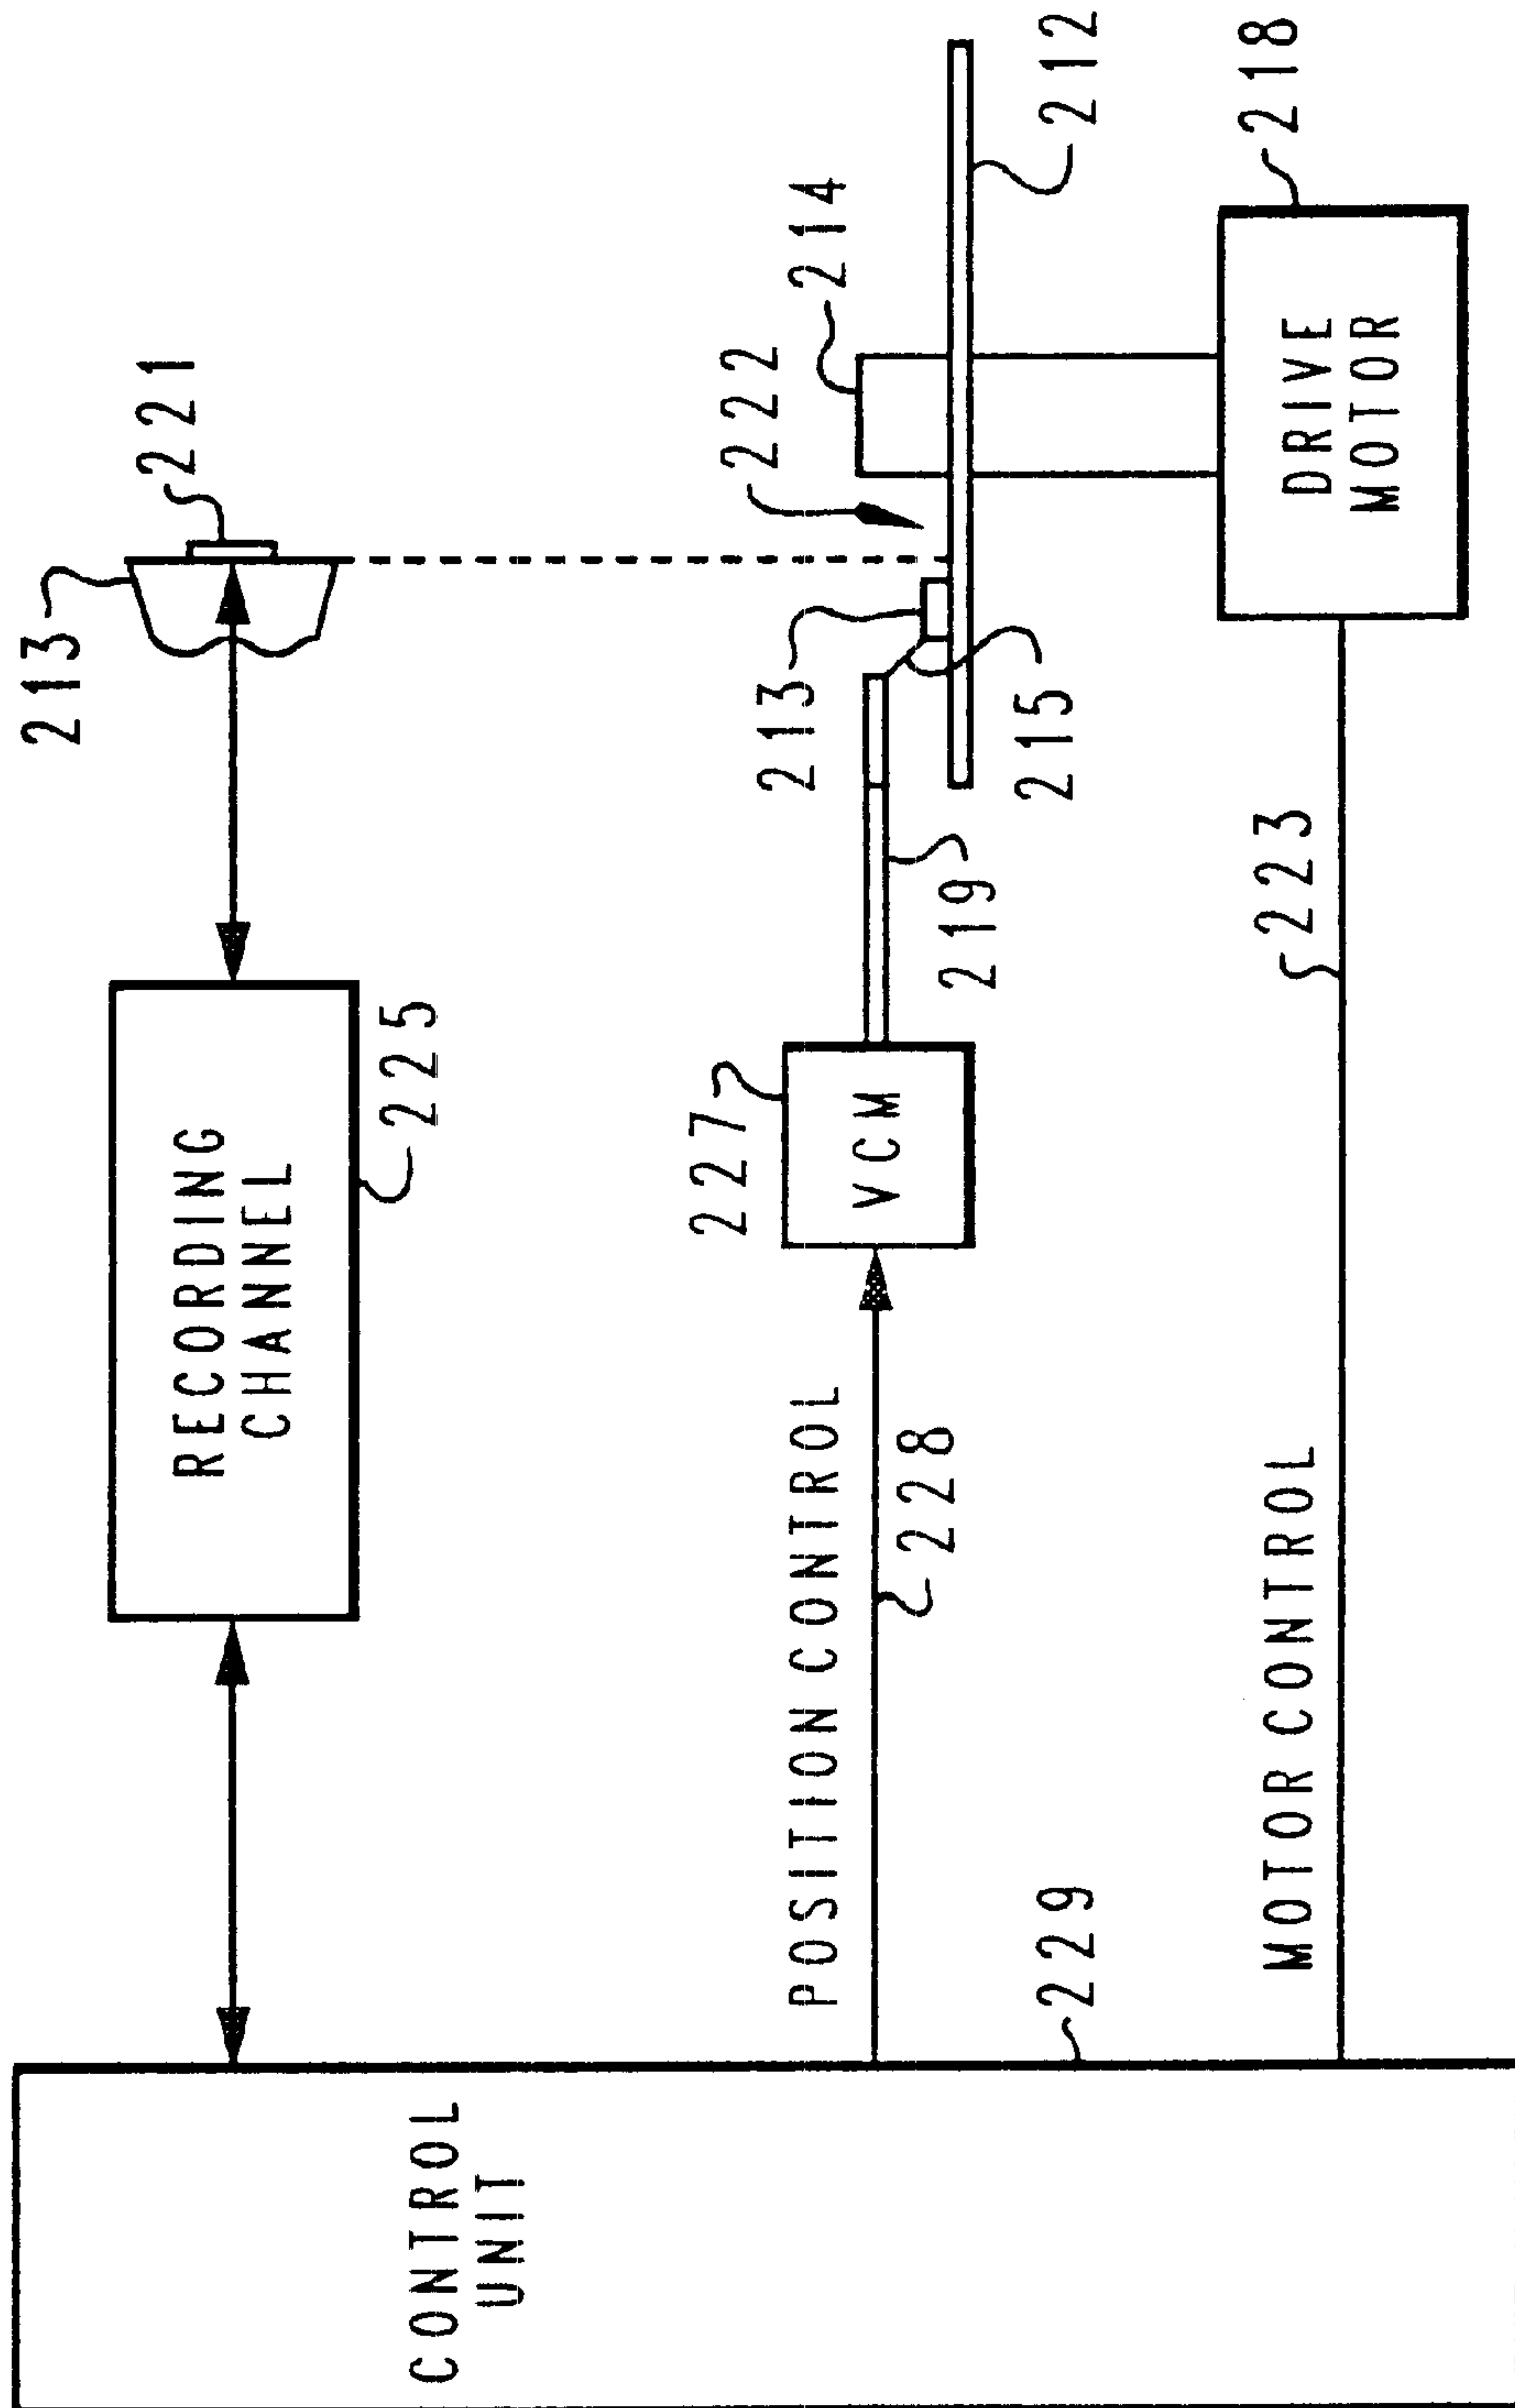 213
221
RECORDING
CHANNEL
225
222
214
212
213
215
219
227
VCM
POSITION CONTROL
228
218
DRIVE
MOTOR
223
MOTOR CONTROL
229
CONTROL
UNIT